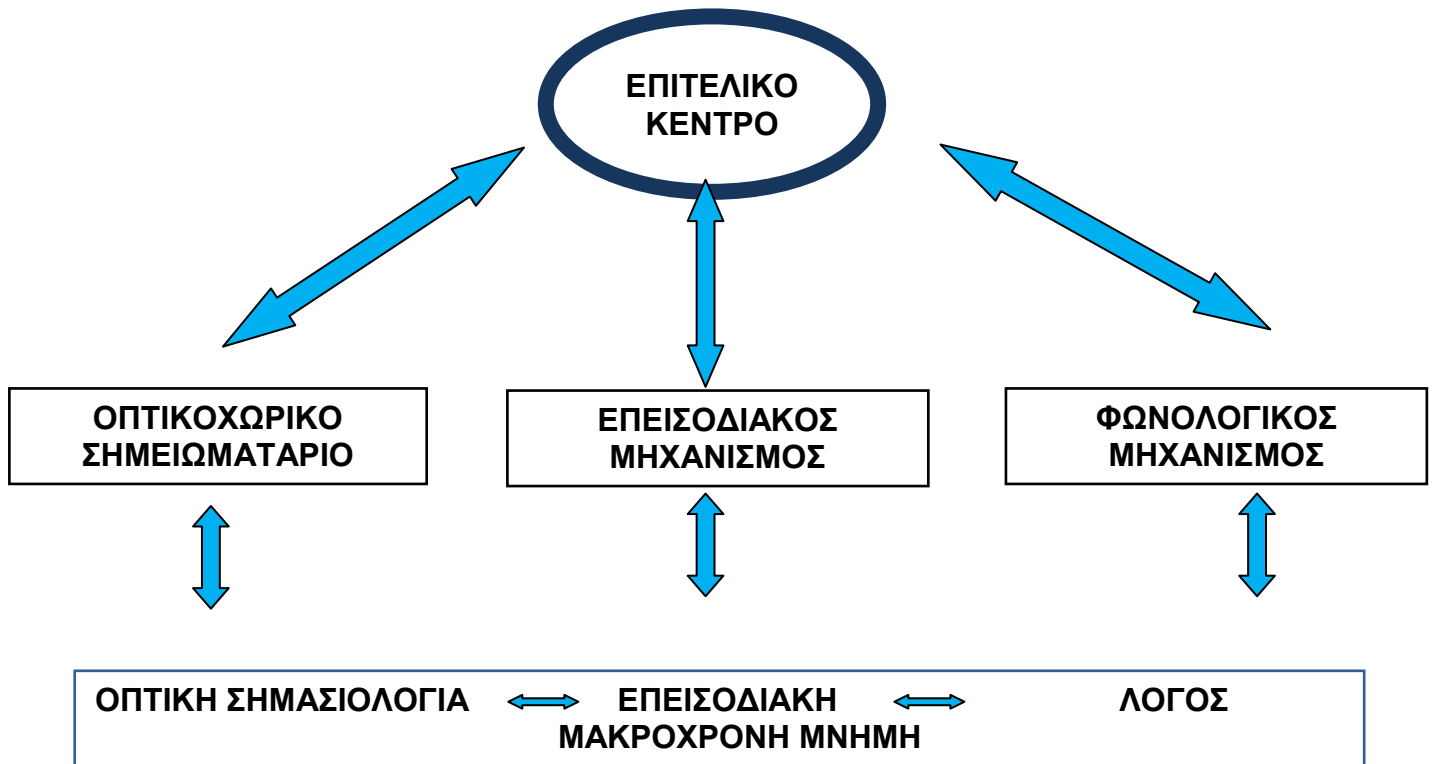 ΕΠΙΤΕΛΙΚΟ
ΚΕΝΤΡΟ
ΟΠΤΙΚΟΧΩΡΙΚΟ
ΣΗΜΕΙΩΜΑΤΑΡΙΟ
ΕΠΕΙΣΟΔΙΑΚΟΣ
ΜΗΧΑΝΙΣΜΟΣ
ΦΩΝΟΛΟΓΙΚΟΣ
ΜΗΧΑΝΙΣΜΟΣ
ΟΠΤΙΚΗ ΣΗΜΑΣΙΟΛΟΓΙΑ
ΕΠΕΙΣΟΔΙΑΚΗ
ΜΑΚΡΟΧΡΟΝΗ ΜΝΗΜΗ
ΛΟΓΟΣ